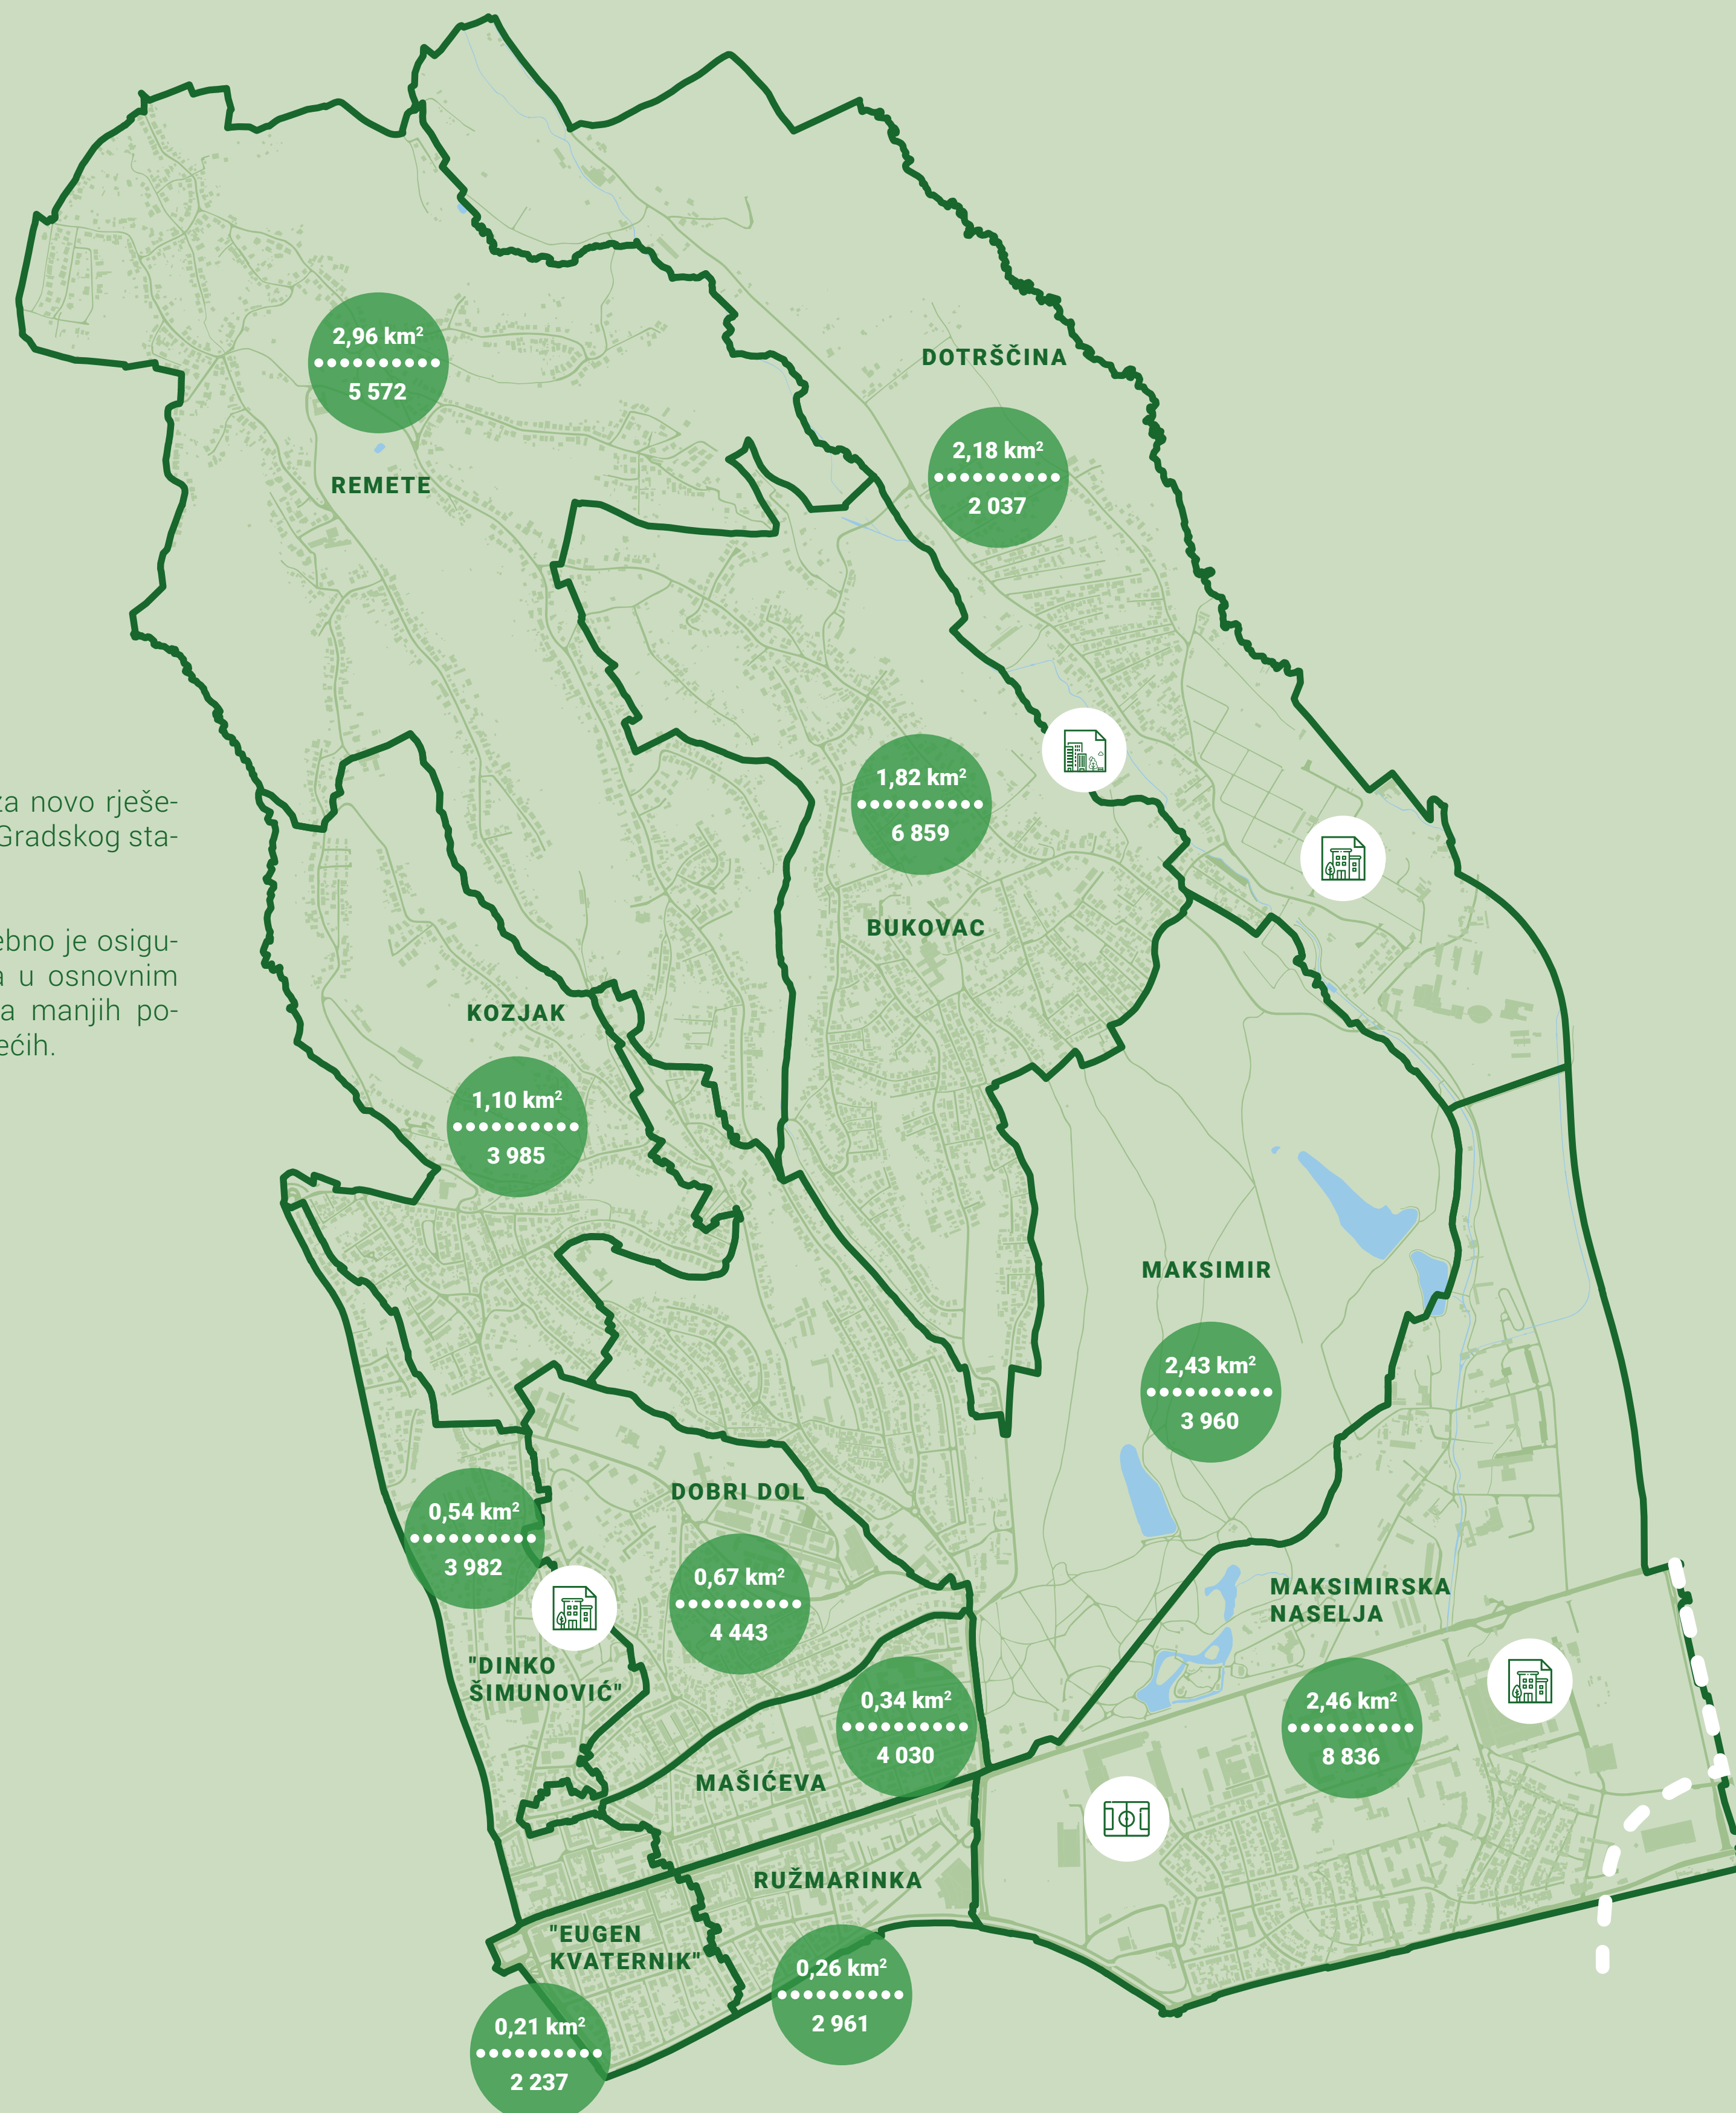 2,96 km²
5 572
REMETE
DOTRŠČINA
2,18 km²
2 037
za novo rješe-
Gradskog sta-
ebno je osigu-
a u osnovnim
a manjih po-
ećih.
1,82 km²
6 859
BUKOVAC
KOZJAK
1,10 km²
3 985
MAKSIMIR
2,43 km²
3 960
0,54 km²
3 982
"DINKO
ŠIMUNOVIĆ"
DOBRI DOL
0,67 km²
4 443
MAKSIMIRSKA
NASELJA
2,46 km²
8 836
0,34 km²
4 030
MAŠIĆEVA
RUŽMARINKA
0,26 km²
2 961
"EUGEN
KVATERNIK"
0,21 km²
2 237